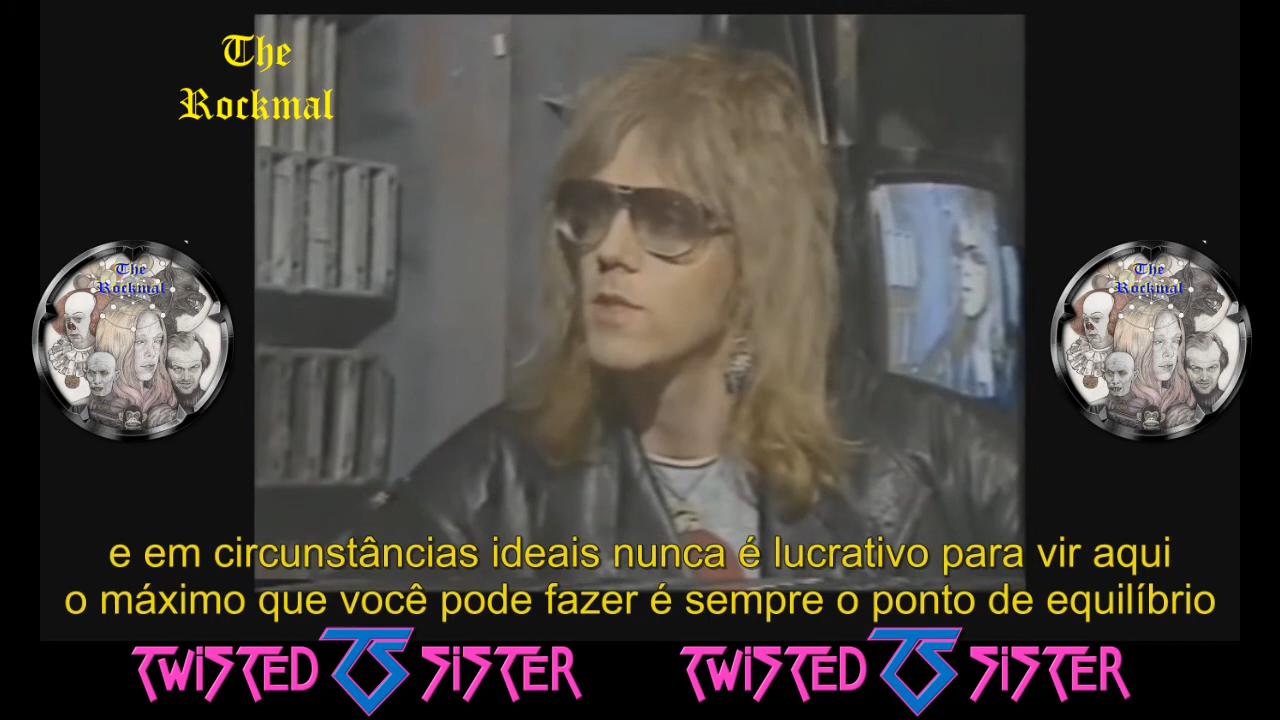 The
Rockmal
The
Rockmal
The
Rockmal
e em circunstâncias ideais nunca é lucrativo para vir aqui
o máximo que você pode fazer é sempre o ponto de equilíbrio
TWISTED TS SISTER TWISTED TS SISTER